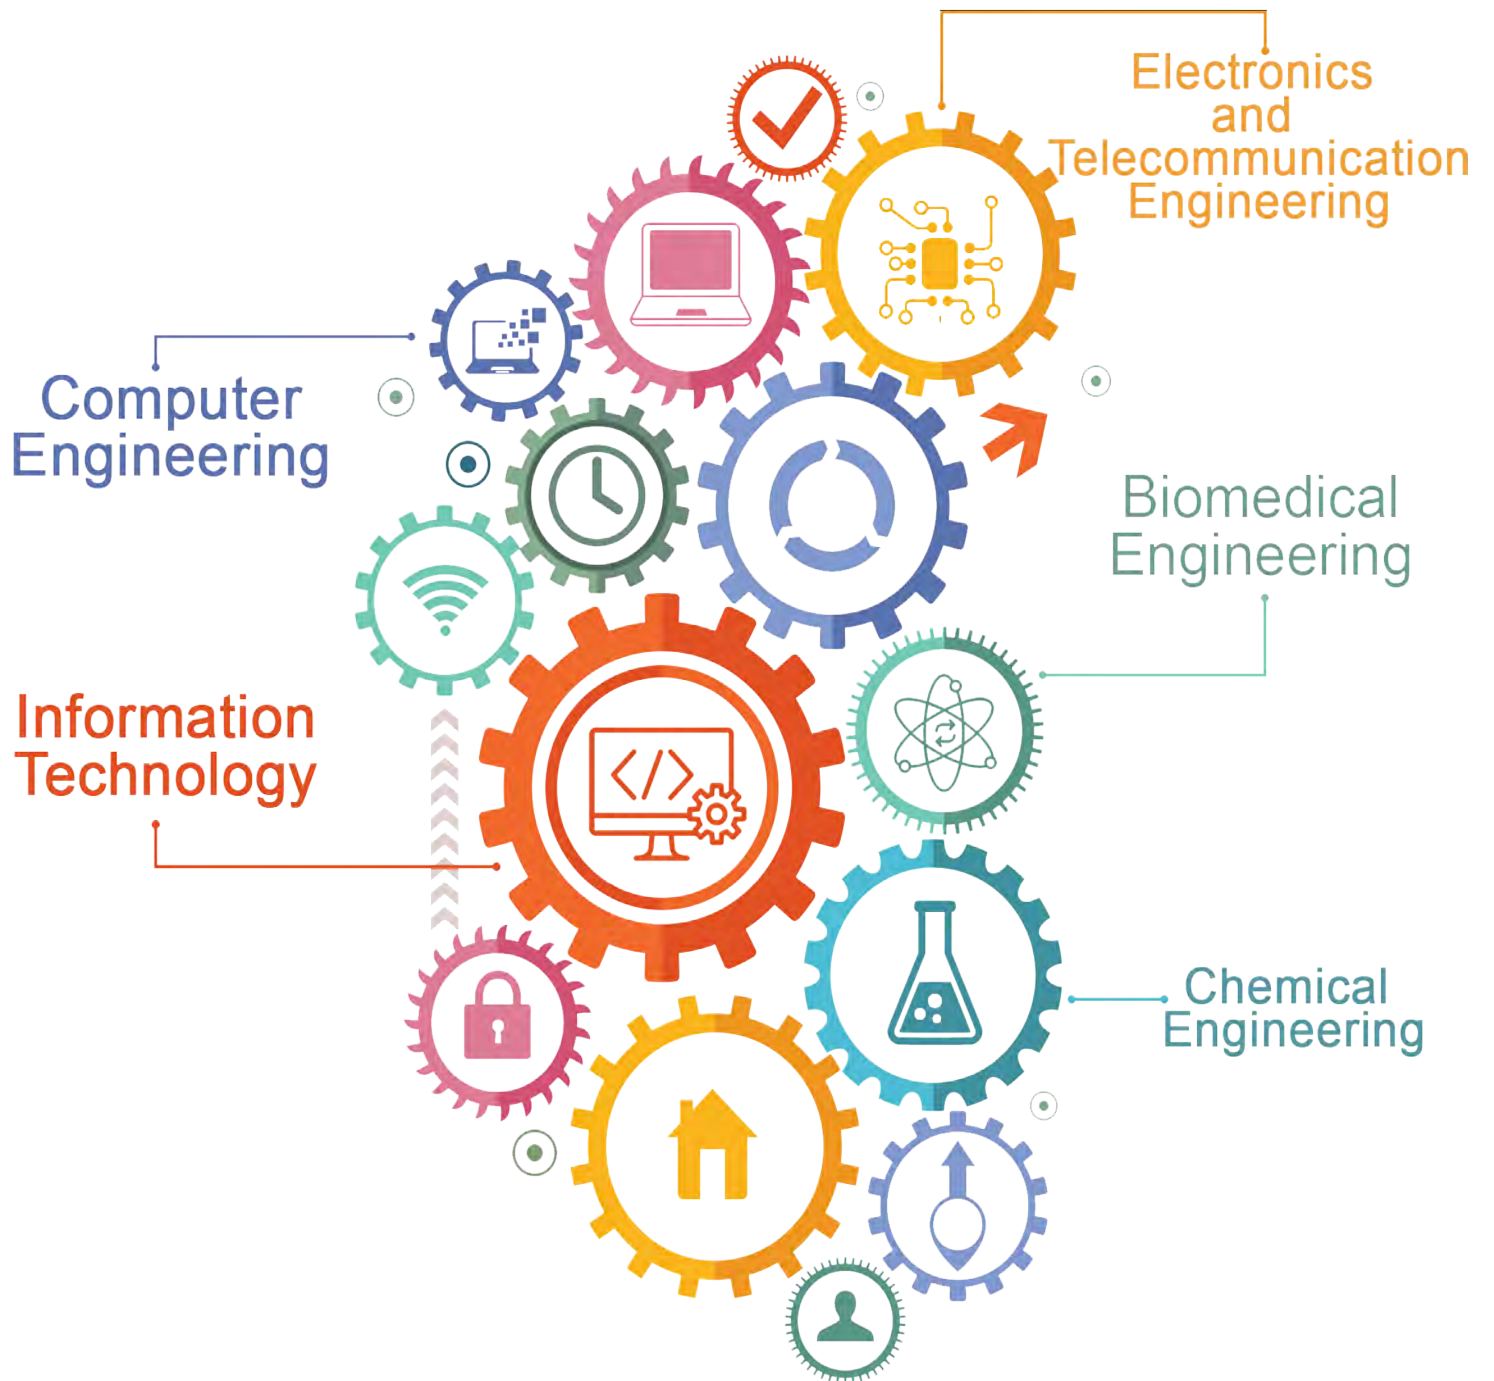 Electronics
and
Telecommunication
Engineering
Computer
Engineering
Biomedical
Engineering
Information
Technology
</>
Chemical
Engineering